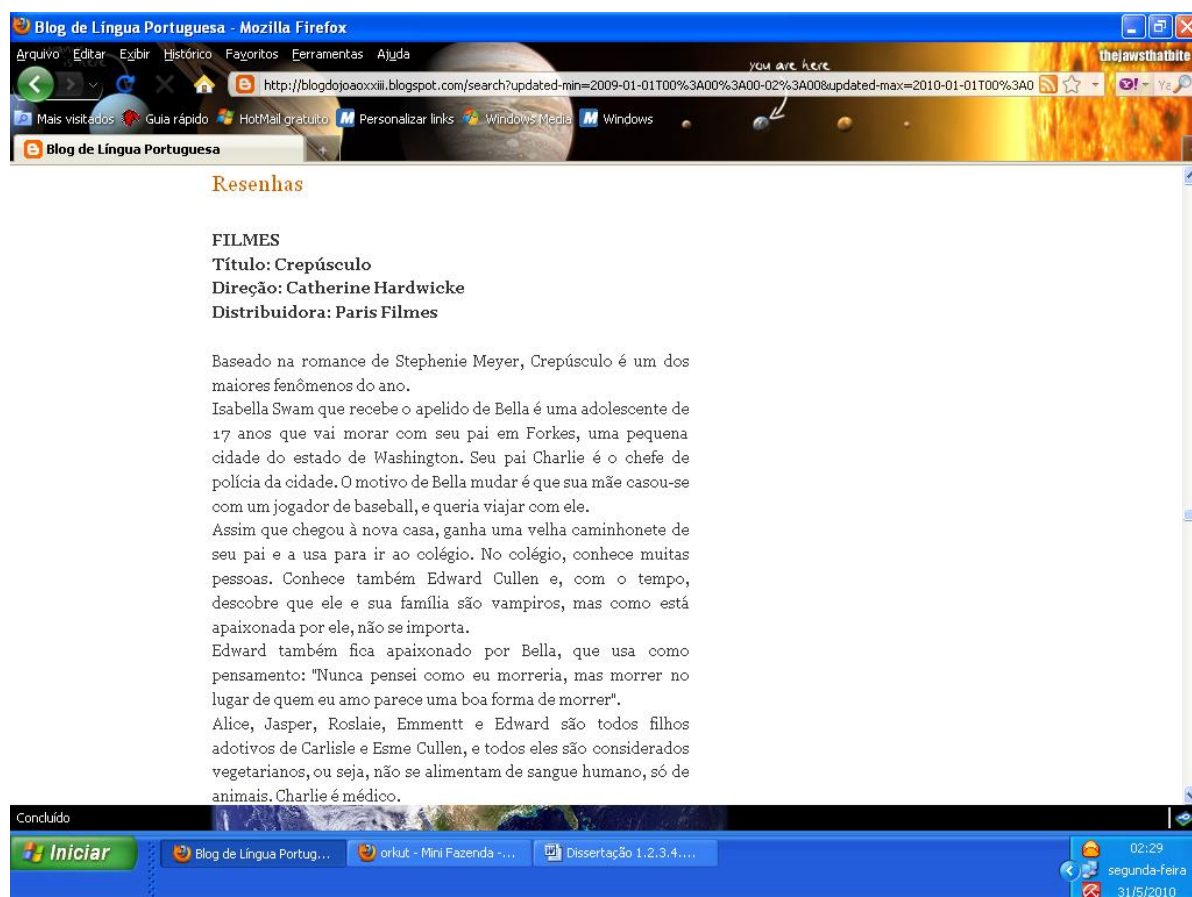 Blog de Língua Portuguesa - Mozilla Firefox
Arquivo Editar Exibir Histórico Favoritos Ferramentas Ajuda
you are here
thejawsthatbite
http://blogdojoaoxxiii.blogspot.com/search?updated-min=2009-01-01T00%3A00%3A00-02%3A00&updated-max=2010-01-01T00%3A0
Mais visitados Guia rápido HotMail gratuito Personalizar links Windows Media Windows
Blog de Língua Portuguesa
Resenhas
FILMES
Título: Crepúsculo
Direção: Catherine Hardwicke
Distribuidora: Paris Filmes
Baseado na romance de Stephenie Meyer, Crepúsculo é um dos
maiores fenômenos do ano.
Isabella Swam que recebe o apelido de Bella é uma adolescente de
17 anos que vai morar com seu pai em Forkes, uma pequena
cidade do estado de Washington. Seu pai Charlie é o chefe de
polícia da cidade. O motivo de Bella mudar é que sua mãe casou-se
com um jogador de baseball, e queria viajar com ele.
Assim que chegou à nova casa, ganha uma velha caminhonete de
seu pai e a usa para ir ao colégio. No colégio, conhece muitas
pessoas. Conhece também Edward Cullen e, com o tempo,
descobre que ele e sua família são vampiros, mas como está
apaixonada por ele, não se importa.
Edward também fica apaixonado por Bella, que usa como
pensamento: "Nunca pensei como eu morreria, mas morrer no
lugar de quem eu amo parece uma boa forma de morrer".
Alice, Jasper, Roslaie, Emmentt e Edward são todos filhos
adotivos de Carlisle e Esme Cullen, e todos eles são considerados
vegetarianos, ou seja, não se alimentam de sangue humano, só de
animais. Charlie é médico.
Concluído
Iniciar
Blog de Língua Portug...
orkut - Mini Fazenda -...
Dissertação 1.2.3.4....
02:29
segunda-feira
31/5/2010